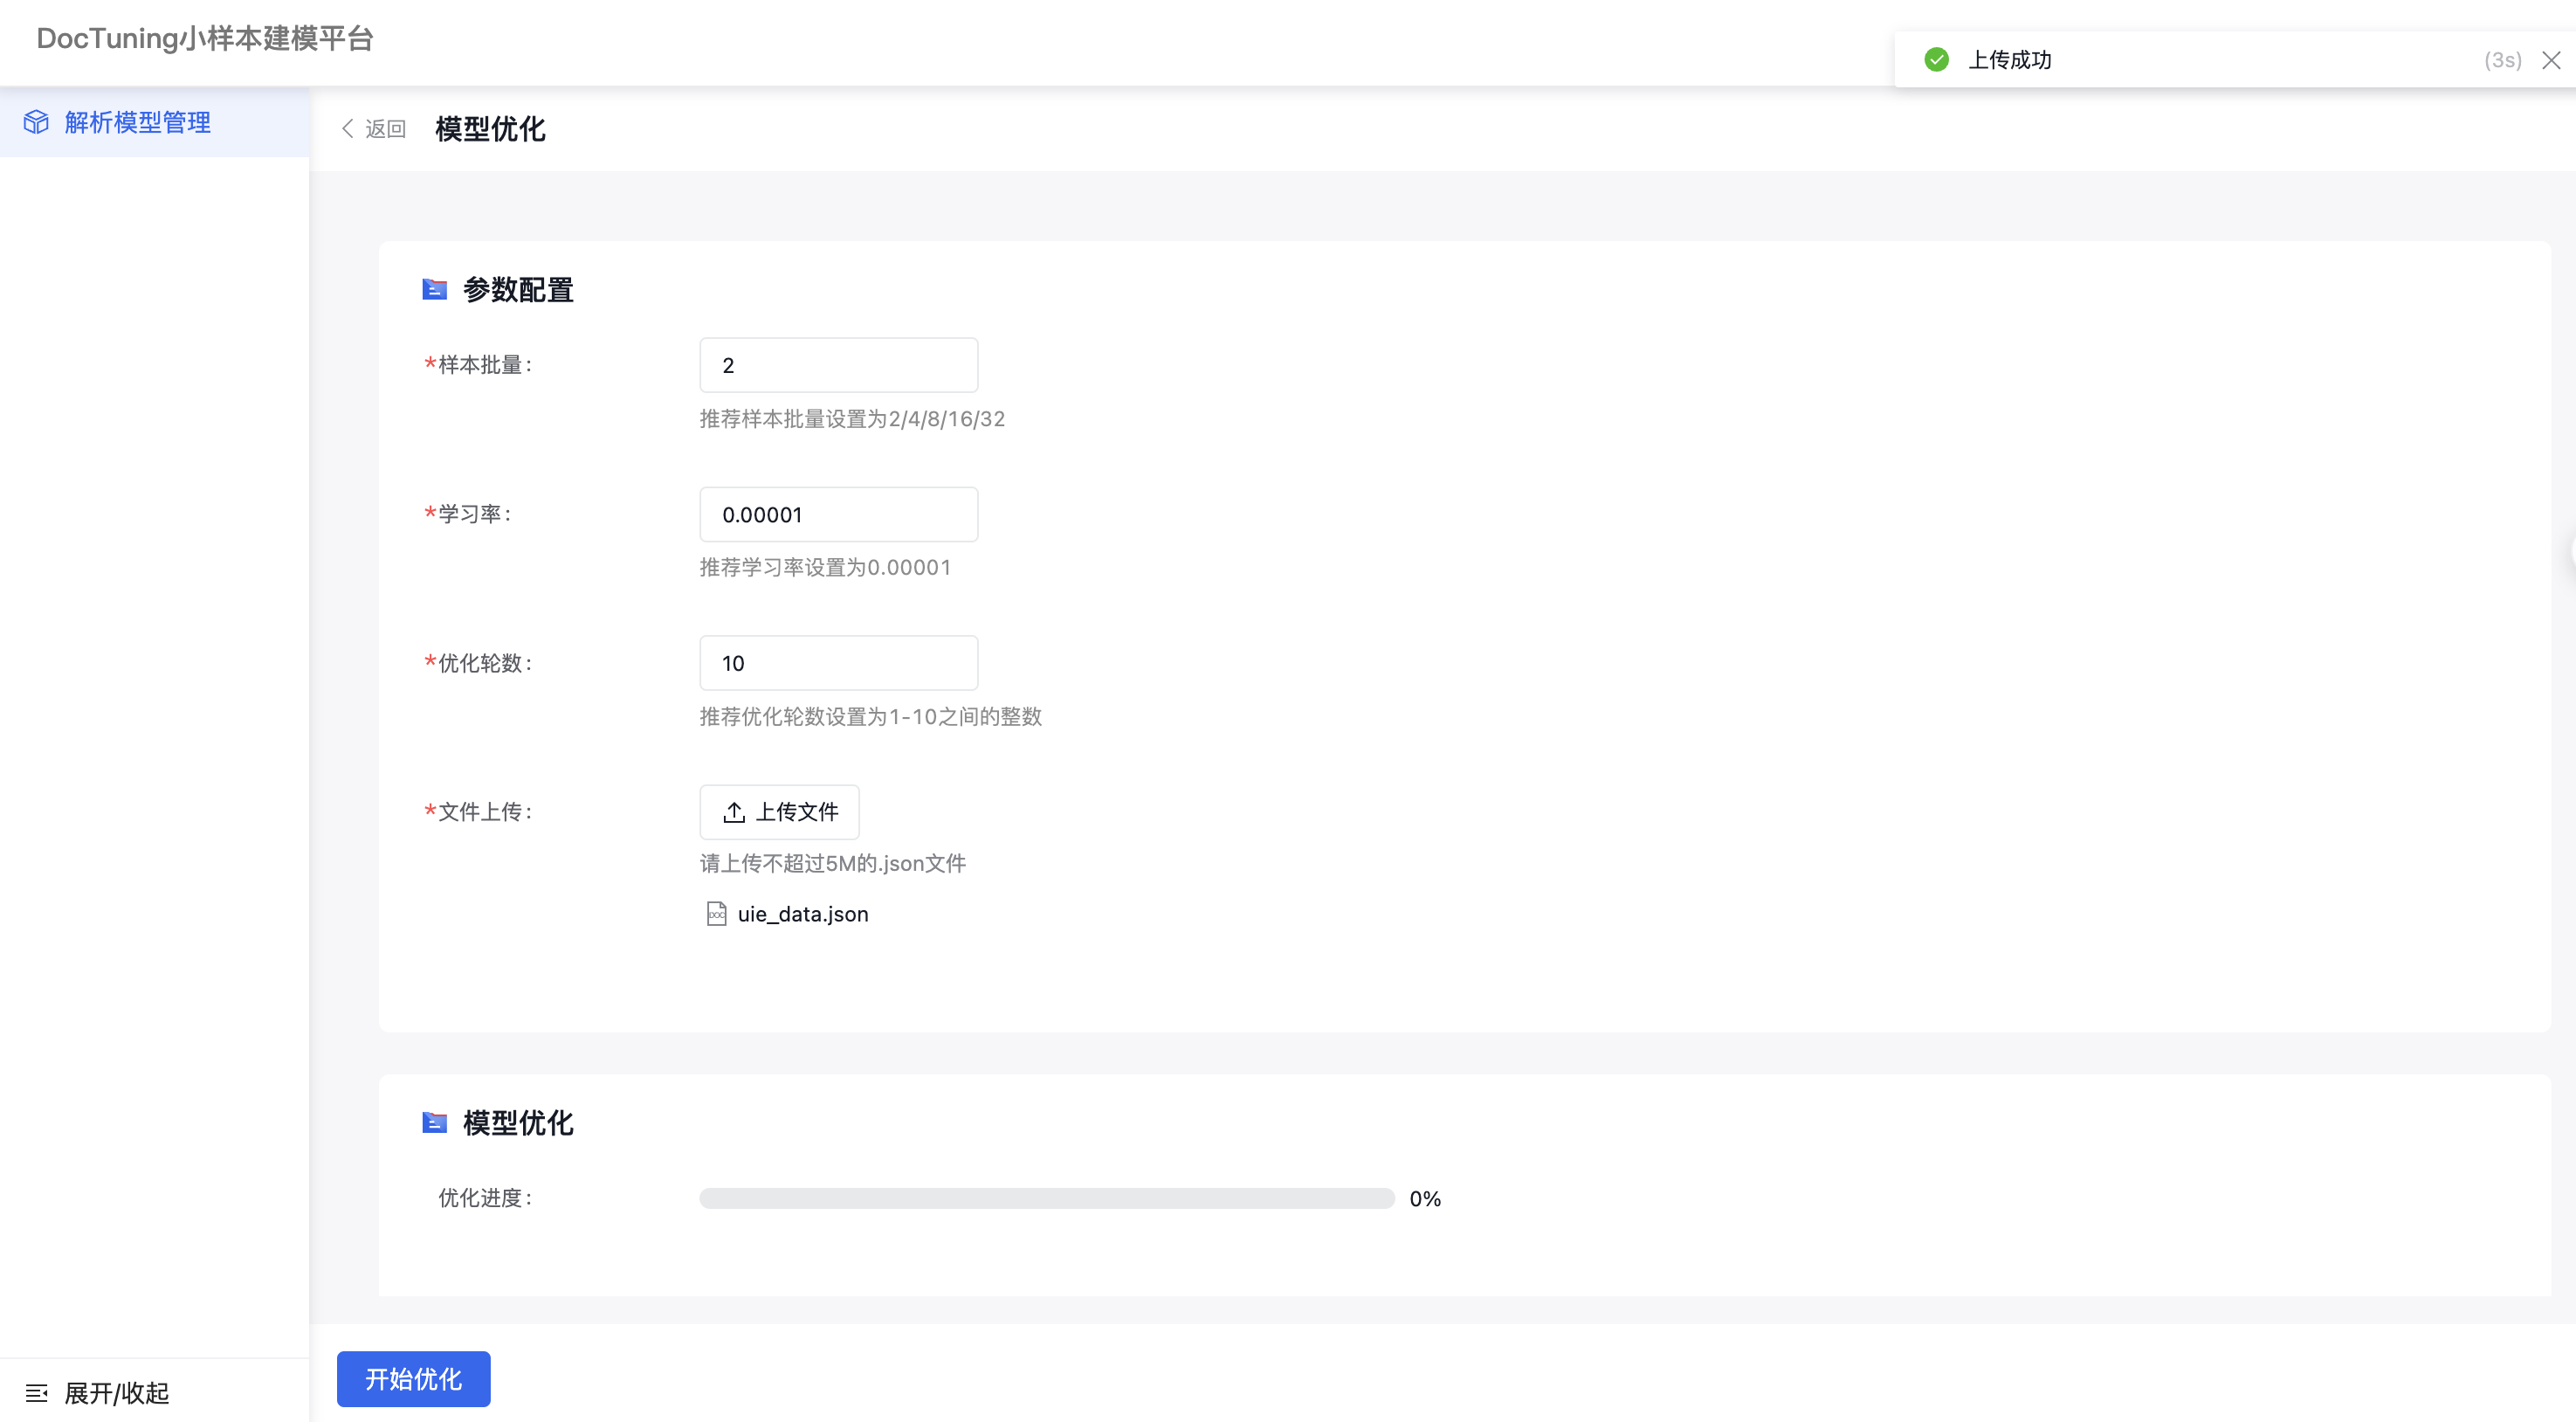 DocTuning小样本建模平台
上传成功
(3s)
解析模型管理
返回
模型优化
参数配置
*样本批量:
2
推荐样本批量设置为2/4/8/16/32
*学习率:
0.00001
推荐学习率设置为0.00001
*优化轮数:
10
推荐优化轮数设置为1-10之间的整数
*文件上传:
上传文件
请上传不超过5M的.json文件
DOC
uie_data.json
模型优化
优化进度:
0%
开始优化
展开/收起